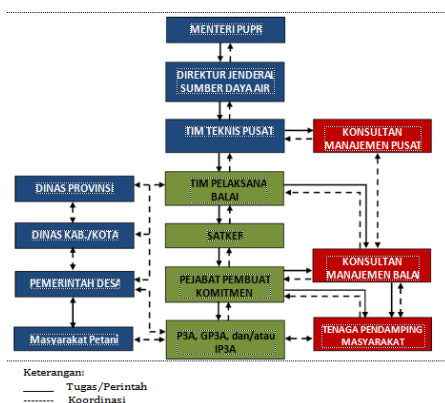 MENTERI PUPR
DIREKTUR JENDERAL
SUMBER DAYA AIR
TIM TEKNIS PUSAT
KONSULTAN
MANAJEMEN PUSAT
DINAS PROVINSI
TIM PELAKSANA
BALAI
DINAS KAB./KOTA
SATKER
PEMERINTAH DESA
PEJABAT PEMBUAT
KOMITMEN
KONSULTAN
MANAJEMEN BALAI
Masyarakat Petani
P3A, GP3A, dan/atau
IP3A
TENAGA PENDAMPING
MASYARAKAT
Keterangan:
Tugas/Perintah
Koordinasi